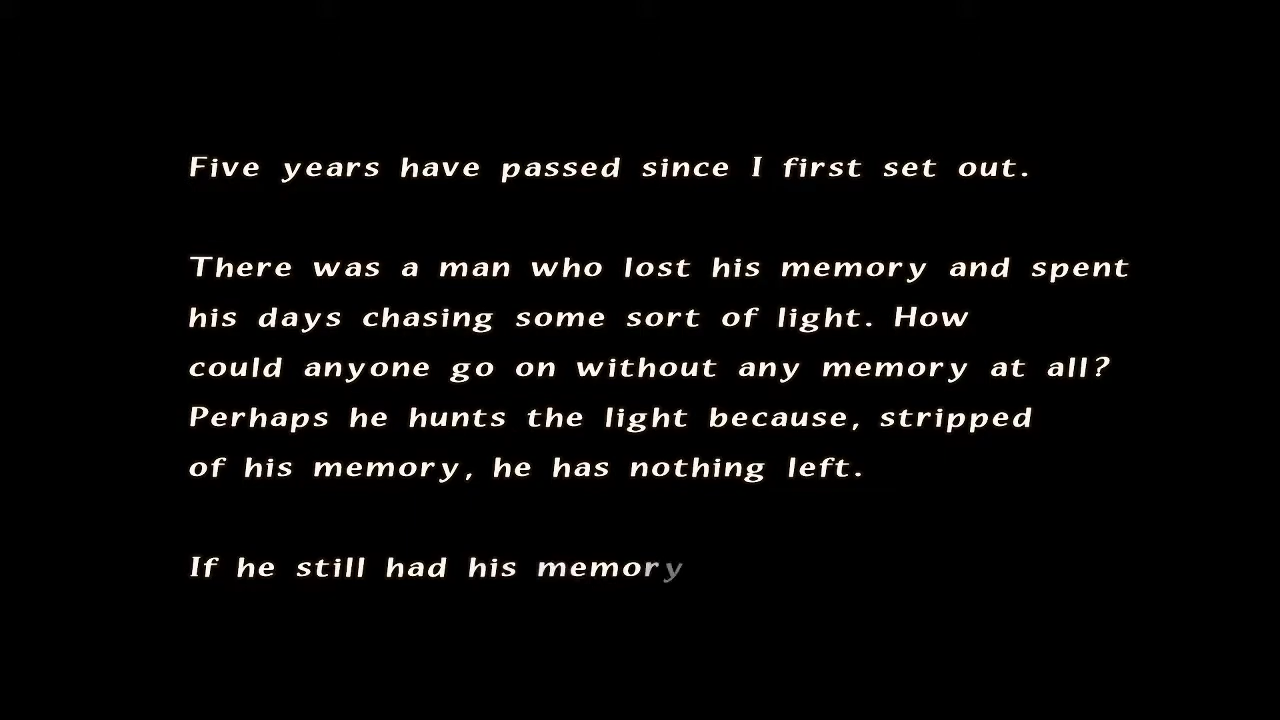 Five years have passed since I first set out.
There was a man who lost his memory and spent
his days chasing some sort of light. How
could anyone go on without any memory at all?
Perhaps he hunts the light because, stripped
of his memory, he has nothing left.
If he still had his memory